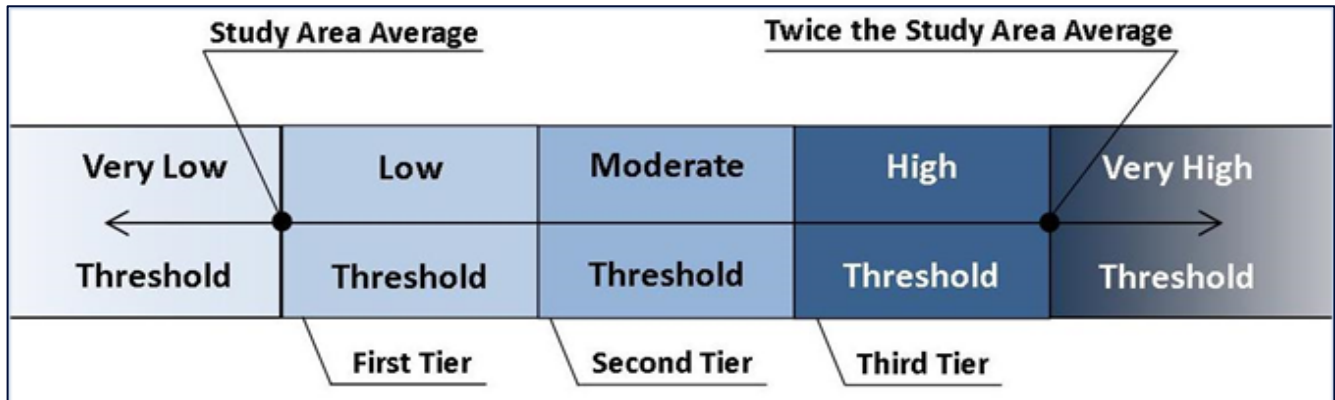 Study Area Average
Twice the Study Area Average
Very Low
Low
Moderate
High
Very High
Threshold
Threshold
Threshold
Threshold
Threshold
First Tier
Second Tier
Third Tier